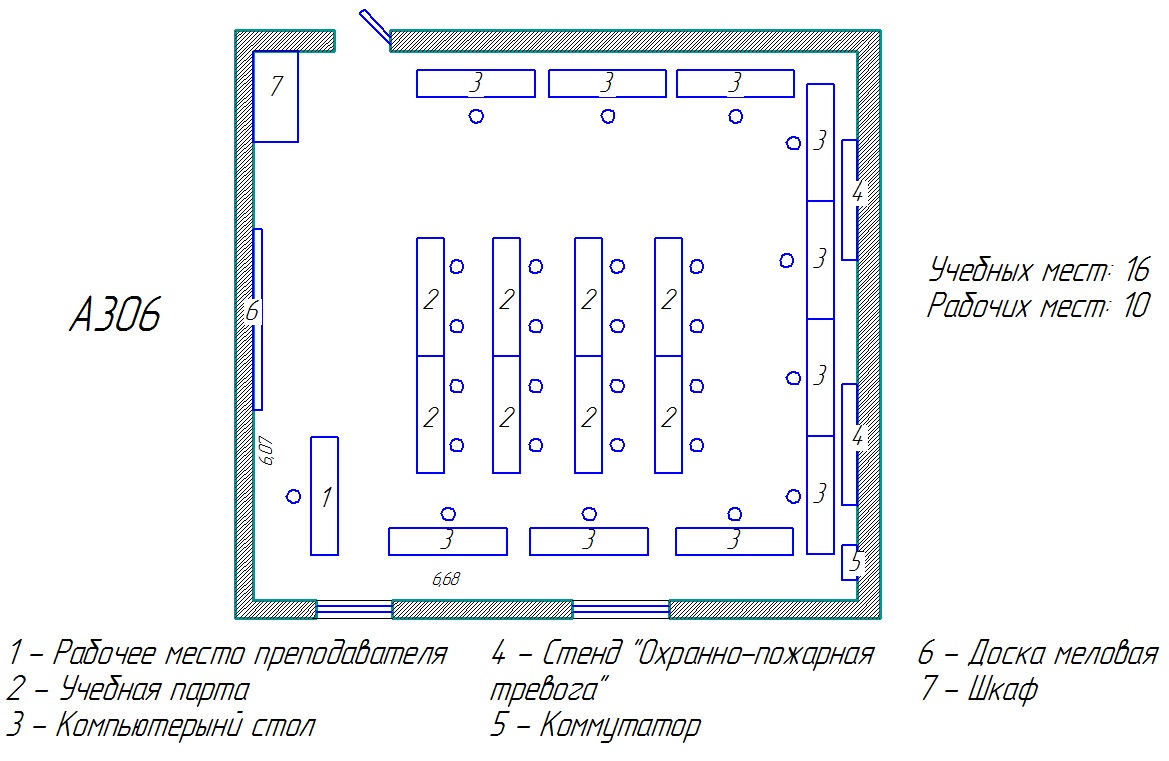 7
3
3
3
3
4
3
Учебных мест: 16
Рабочих мест: 10
А306
6
2
2
2
2
3
2
2
2
2
4
6,07
1
3
3
3
3
5
6,68
1 – Рабочее место преподавателя
2 – Учебная парта
3 – Компьютерынй стол
4 – Стенд "Охранно-пожарная
тревога"
5 – Коммутатор
6 – Доска меловая
7 – Шкаф